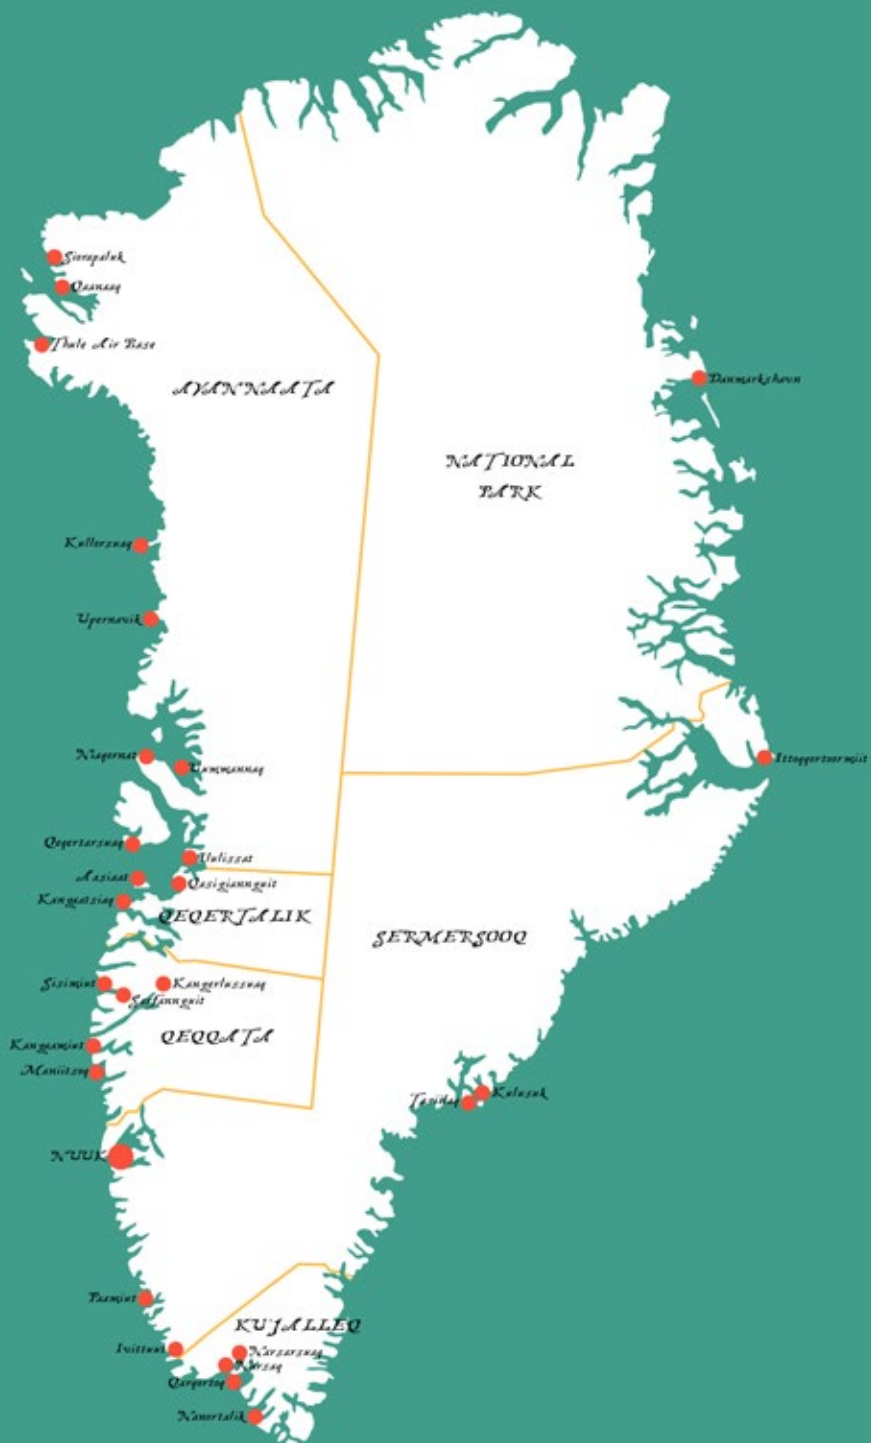 Siorapaluk
Qaanaaq
Thule Air Base
AVANNAATA
Danmarkshavn
NATIONAL
PARK
Kullorsuaq
Upernavik
Niaqornat
Uummannaq
Ittoqqortoormiit
Qeqertarsuaq
Ilulissat
Aasiaat
Qasigiannguit
Kangaatsiaq
QEQERTALIK
SERMERSOOQ
Sisimiut
Kangerlussuaq
Sarfannguit
QEQQATA
Kangaamiut
Maniitsoq
Kulusuk
Tasiilaq
NUUK
Paamiut
KUJALLEQ
Ivittuut
Narsarsuaq
Narsaq
Qaqortoq
Nanortalik